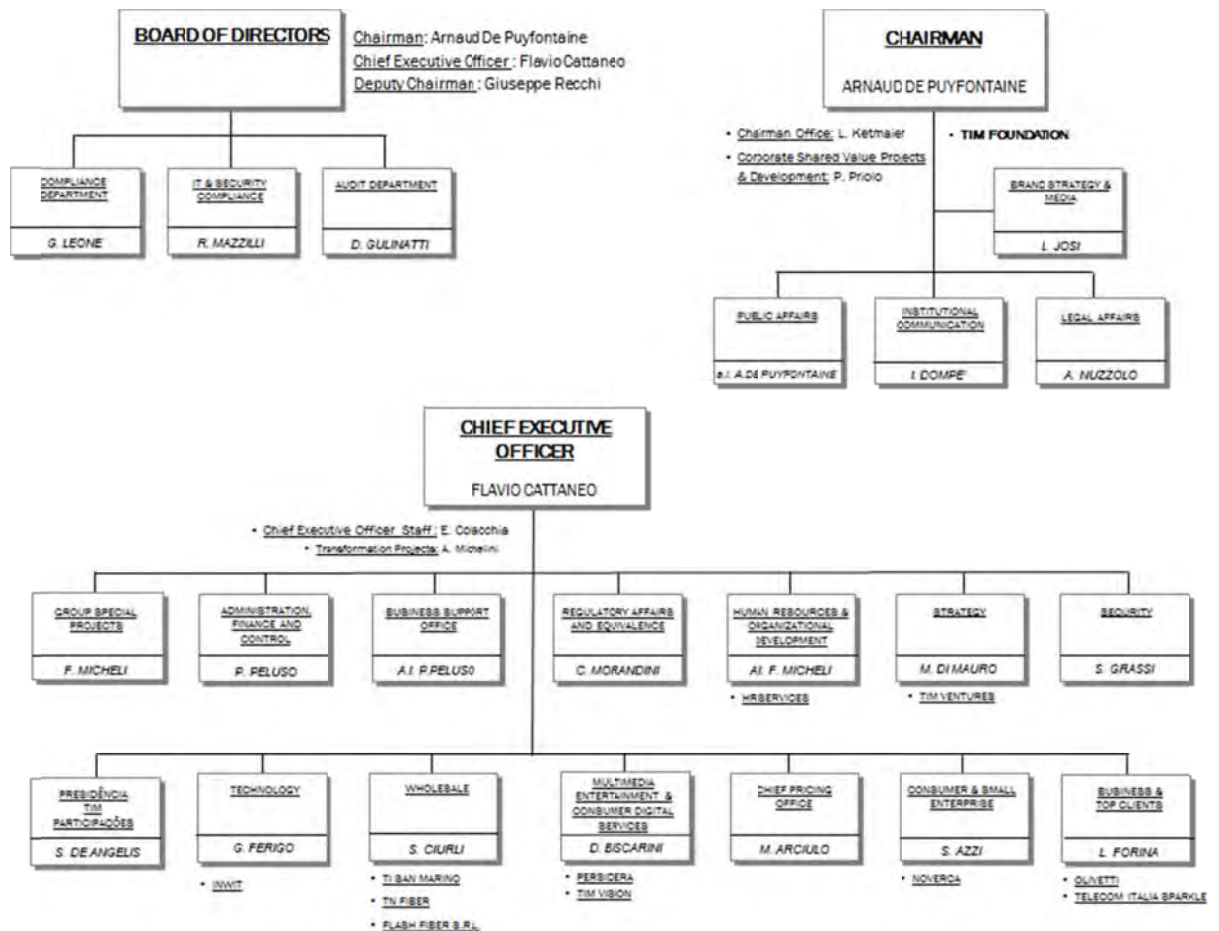 BOARD OF DIRECTORS
Chairman: Arnaud De Puyfontaine
Chief Executive Officer : Flavio Cattaneo
Deputy Chairman : Giuseppe Recchi
COMPLIANCE
DEPARTMENT
G. LEONE
IT & SECURITY
COMPLIANCE
R. MAZZILLI
AUDIT DEPARTMENT
D. GULINATTI
CHAIRMAN
ARNAUD DE PUYFONTAINE
• Chairman Office: L. Ketmaier
• Corporate Shared Value Projects
& Development: P. Priolo
• TIM FOUNDATION
BRAND STRATEGY &
MEDIA
L. JOSI
PUBLIC AFFAIRS
a.i. A.DE PUYFONTAINE
INSTITUTIONAL
COMMUNICATION
I. DOMPE'
LEGAL AFFAIRS
A. NUZZOLO
CHIEF EXECUTIVE
OFFICER
FLAVIO CATTANEO
• Chief Executive Officer Staff : E. Colacchia
• Transformation Projects: A. Michelini
GROUP SPECIAL
PROJECTS
F. MICHELI
ADMINISTRATION,
FINANCE AND
CONTROL
P. PELUSO
BUSINESS SUPPORT
OFFICE
A.I. P.PELUSO
REGULATORY AFFAIRS
AND EQUIVALENCE
C. MORANDINI
HUMAN RESOURCES &
ORGANIZATIONAL
DEVELOPMENT
AI. F. MICHELI
• HRSERVICES
STRATEGY
M. DI MAURO
• TIM VENTURES
SECURITY
S. GRASSI
PRESIDÊNCIA
TIM
PARTICIPAÇÕES
S. DE ANGELIS
TECHNOLOGY
G. FERIGO
• INWIT
WHOLESALE
S. CIURLI
• TI SAN MARINO
• TN FIBER
• FLASH FIBER S.R.L.
MULTIMEDIA
ENTERTAINMENT &
CONSUMER DIGITAL
SERVICES
D. BISCARINI
• PERSIDERA
• TIM VISION
CHIEF PRICING
OFFICE
M. ARCIULO
CONSUMER & SMALL
ENTERPRISE
S. AZZI
• NOVERCA
BUSINESS &
TOP CLIENTS
L. FORINA
• OLIVETTI
• TELECOM ITALIA SPARKLE